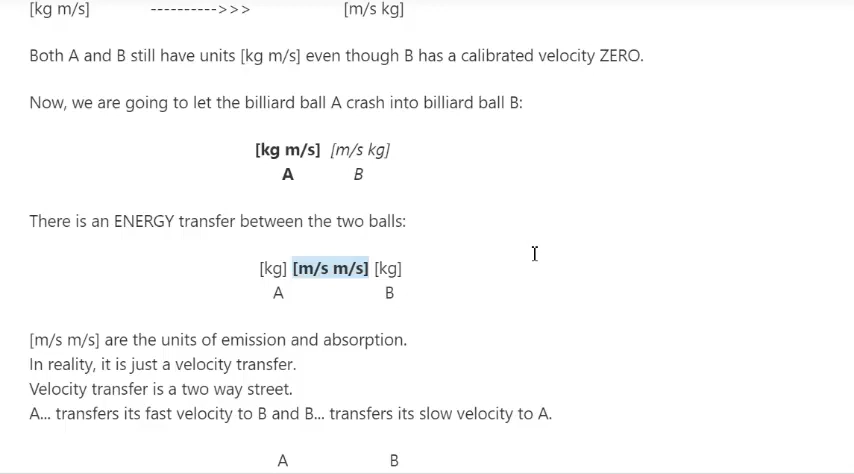 [kg m/s] ---------->>> [m/s kg]
Both A and B still have units [kg m/s] even though B has a calibrated velocity ZERO.
Now, we are going to let the billiard ball A crash into billiard ball B:
[kg m/s] [m/s kg]
A B
There is an ENERGY transfer between the two balls:
[kg] [m/s m/s] [kg]
A B
[m/s m/s] are the units of emission and absorption.
In reality, it is just a velocity transfer.
Velocity transfer is a two way street.
A... transfers its fast velocity to B and B... transfers its slow velocity to A.
A B